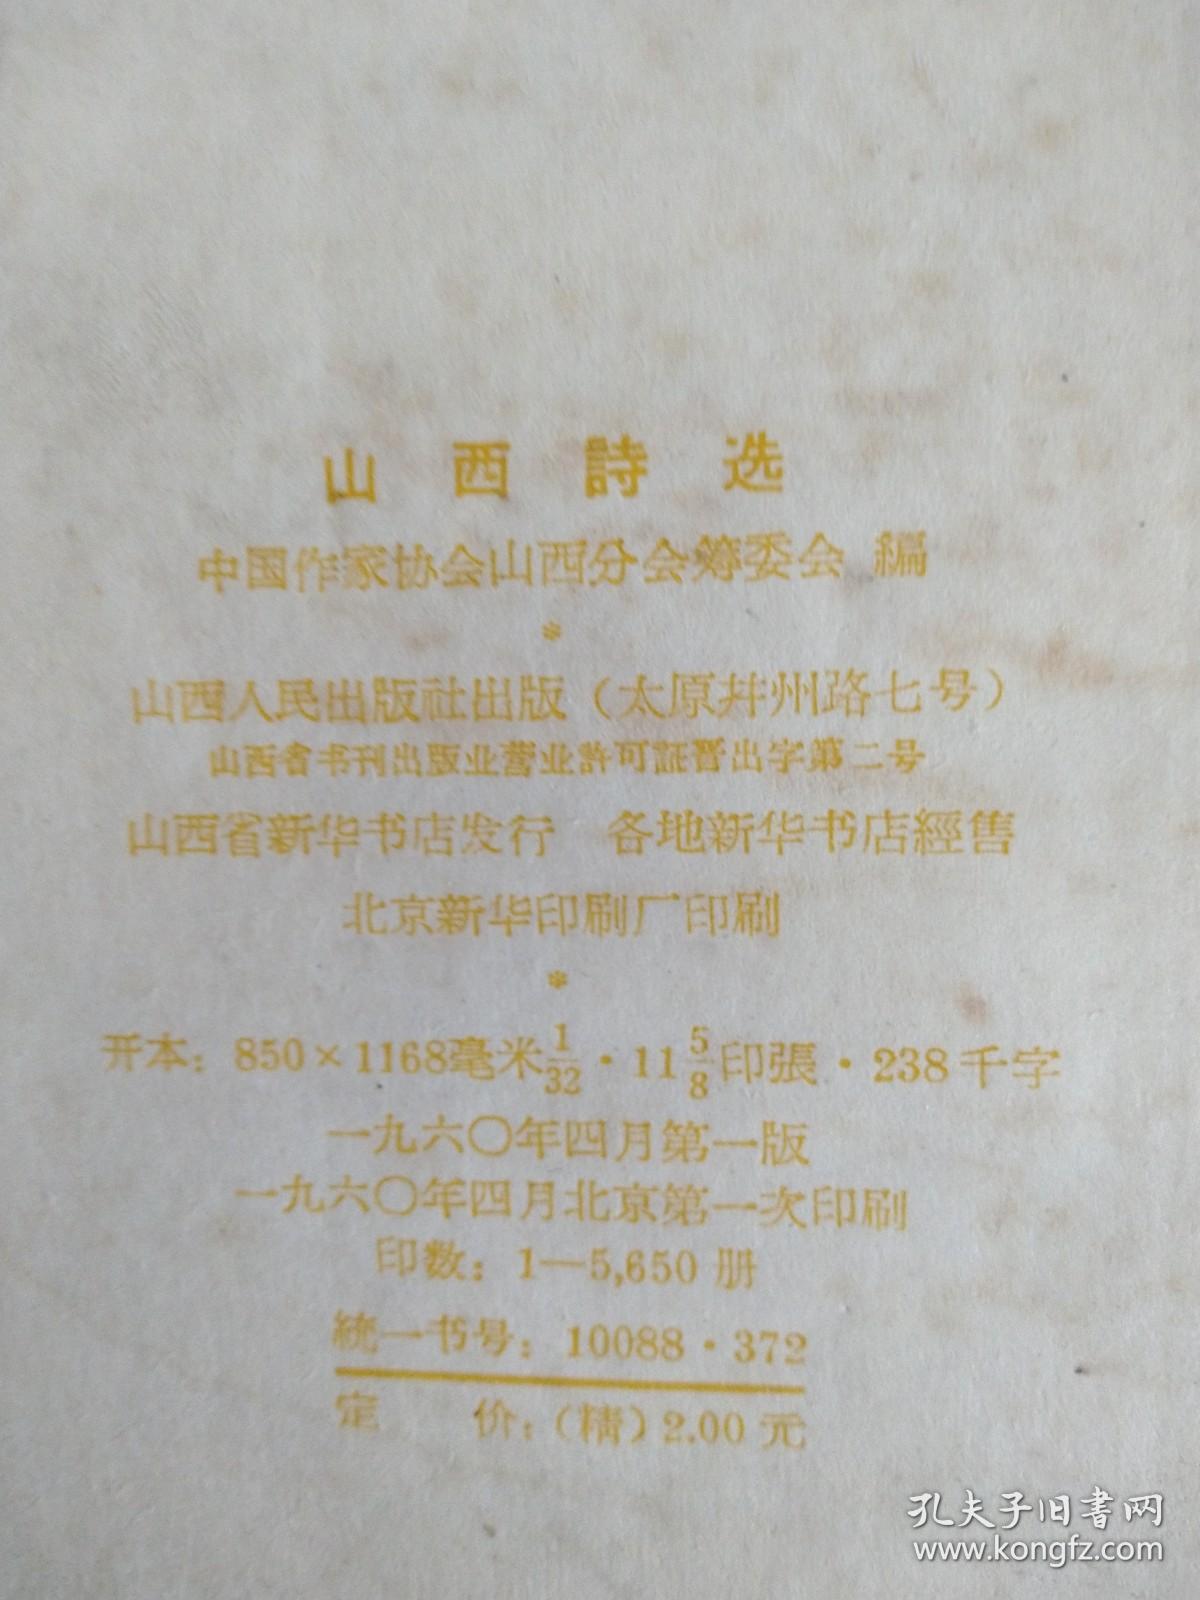 山西詩选
中国作家协会山西分会筹委会 編
*
山西人民出版社出版（太原幷州路七号）
山西省书刊出版业营业許可証晋出字第二号
山西省新华书店发行 各地新华书店經售
北京新华印刷厂印刷
*
开本：850×1168毫米 1/32・11 5/8 印張・238千字
一九六〇年四月第一版
一九六〇年四月北京第一次印刷
印数：1—5,650 册
統一书号：10088・372
定 价：（精）2.00 元
孔夫子旧書网
www.kongfz.com